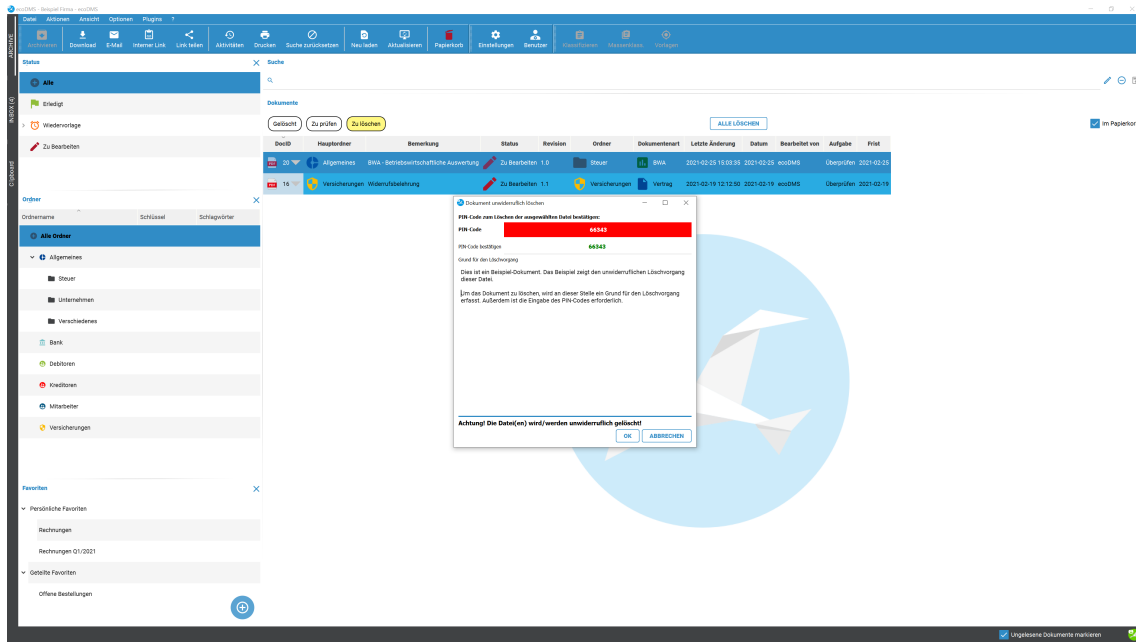 ecoDMS - Beispiel Firma - ecoDMS
Datei Aktionen Ansicht Optionen Plugins ?
Archivieren Download E-Mail Interner Link Link teilen Aktivitäten Drucken Suche zurücksetzen Neu laden Aktualisieren Papierkorb Einstellungen Benutzer Klassifizieren Massenklass. Vorlegen
ARCHIVE
INBOX (4)
Clipboard
Status
Alle
Erledigt
Wiedervorlage
Zu Bearbeiten
Ordner
Ordnername Schlüssel Schlagwörter
Alle Ordner
Allgemeines
Steuer
Unternehmen
Verschiedenes
Bank
Debitoren
Kreditoren
Mitarbeiter
Versicherungen
Favoriten
Persönliche Favoriten
Rechnungen
Rechnungen Q1/2021
Geteilte Favoriten
Offene Bestellungen
Suche
Dokumente
Gelöscht Zu prüfen Zu löschen ALLE LÖSCHEN Im Papierkor
DocID Hauptordner Bemerkung Status Revision Ordner Dokumentenart Letzte Änderung Datum Bearbeitet von Aufgabe Frist
20 Allgemeines BWA - Betriebswirtschaftliche Auswertung Zu Bearbeiten 1.0 Steuer BWA 2021-02-25 15:03:35 2021-02-25 ecoDMS Überprüfen 2021-02-25
16 Versicherungen Widerrufsbelehrung Zu Bearbeiten 1.1 Versicherungen Vertrag 2021-02-19 12:12:50 2021-02-19 ecoDMS Überprüfen 2021-02-19
Dokument unwiderruflich löschen
PIN-Code zum Löschen der ausgewählten Datei bestätigen:
PIN-Code 66343
PIN-Code bestätigen 66343
Grund für den Löschvorgang
Dies ist ein Beispiel-Dokument. Das Beispiel zeigt den unwiderruflichen Löschvorgang
dieser Datei.
Um das Dokument zu löschen, wird an dieser Stelle ein Grund für den Löschvorgang
erfasst. Außerdem ist die Eingabe des PIN-Codes erforderlich.
Achtung! Die Datei(en) wird/werden unwiderruflich gelöscht!
OK ABBRECHEN
Ungelesene Dokumente markieren